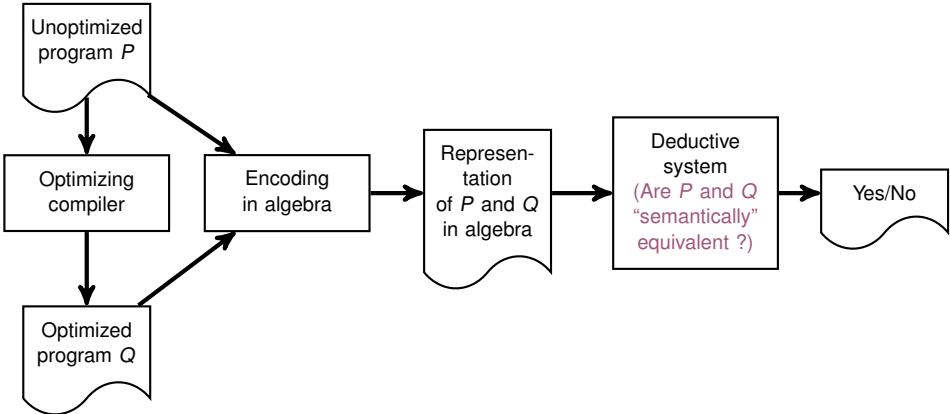 Unoptimized
program P
Optimizing
compiler
Optimized
program Q
Encoding
in algebra
Represen-
tation
of P and Q
in algebra
Deductive
system
(Are P and Q
“semantically”
equivalent ?)
Yes/No